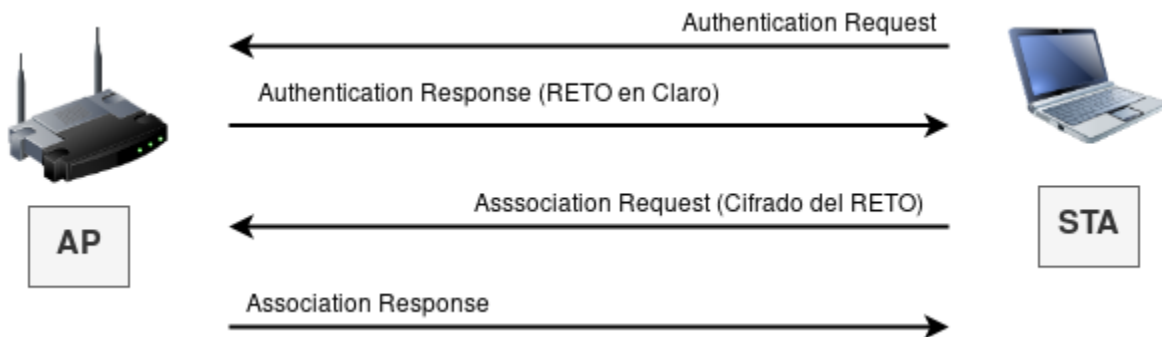 Authentication Request
Authentication Response (RETO en Claro)
Asssociation Request (Cifrado del RETO)
AP
STA
Association Response